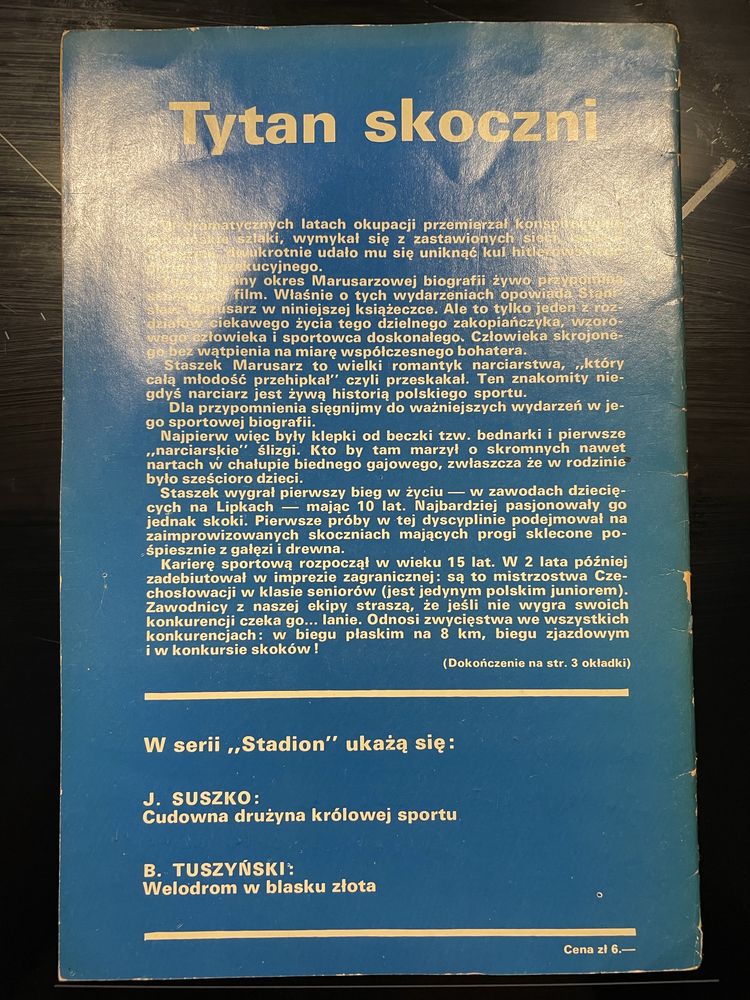 Tytan skoczni
dramatycznych latach okupacji przemierzał
szlaki, wymykał się z zastawionych sieci,
dwukrotnie udało mu się uniknąć kul
okres Marusarzowej biografii żywo przypomina
film. Właśnie o tych wydarzeniach opowiada Stani-
Marusarz w niniejszej książeczce. Ale to tylko jeden z roz-
działów ciekawego życia tego dzielnego zakopiańczyka, wzoro-
wego człowieka i sportowca doskonałego. Człowieka skrojone-
go bez wątpienia na miarę współczesnego bohatera.
Staszek Marusarz to wielki romantyk narciarstwa, „który
całą młodość przehipkał” czyli przeskakał. Ten znakomity nie-
gdyś narciarz jest żywą historią polskiego sportu.
Dla przypomnienia sięgnijmy do ważniejszych wydarzeń w je-
go sportowej biografii.
Najpierw więc były klepki od beczki tzw. bednarki i pierwsze
„narciarskie” ślizgi. Kto by tam marzył o skromnych nawet
nartach w chałupie biednego gajowego, zwłaszcza że w rodzinie
było sześcioro dzieci.
Staszek wygrał pierwszy bieg w życiu — w zawodach dziecię-
cych na Lipkach — mając 10 lat. Najbardziej pasjonowały go
jednak skoki. Pierwsze próby w tej dyscyplinie podejmował na
zaimprowizowanych skoczniach mających progi sklecone po-
śpiesznie z gałęzi i drewna.
Karierę sportową rozpoczął w wieku 15 lat. W 2 lata później
zadebiutował w imprezie zagranicznej: są to mistrzostwa Cze-
chosłowacji w klasie seniorów (jest jedynym polskim juniorem).
Zawodnicy z naszej ekipy straszą, że jeśli nie wygra swoich
konkurencji czeka go... lanie. Odnosi zwycięstwa we wszystkich
konkurencjach: w biegu płaskim na 8 km, biegu zjazdowym
i w konkursie skoków!
(Dokończenie na str. 3 okładki)
W serii „Stadion” ukażą się:
J. SUSZKO:
Cudowna drużyna królowej sportu
B. TUSZYŃSKI:
Welodrom w blasku złota
Cena zł 6.—